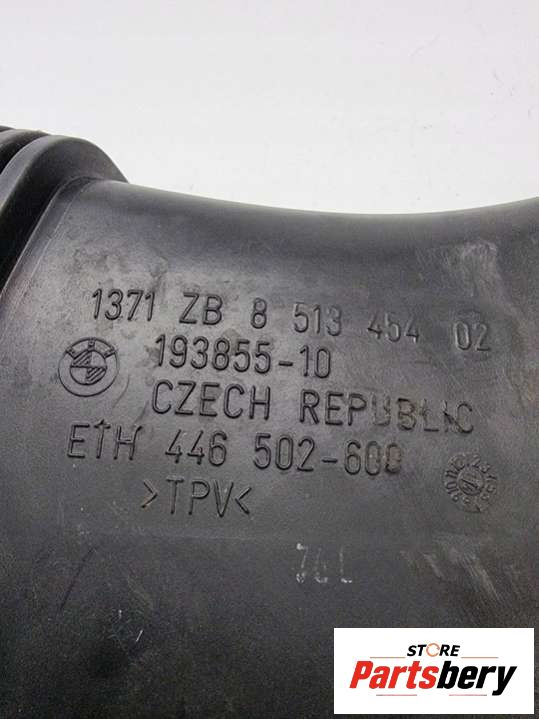 1371 ZB 8 513 454 02
193855-10
CZECH REPUBLIC
ETH 446 502-600
>TPV<
STORE
Partsbery